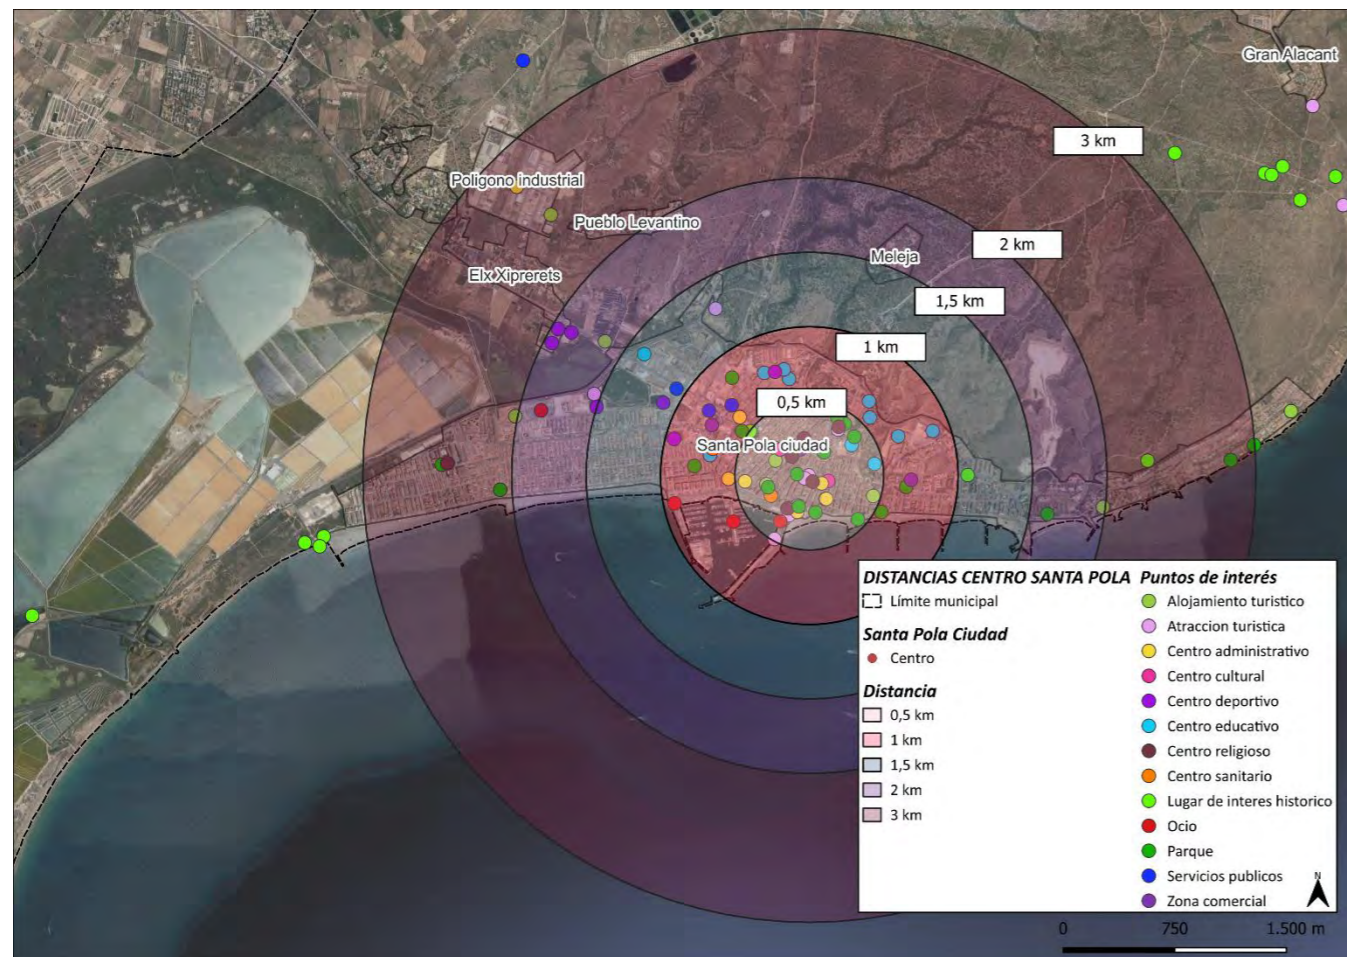 Gran Alacant
3 km
Poligono industrial
Pueblo Levantino
2 km
Meleja
Elx Xiprerets
1,5 km
1 km
0,5 km
Santa Pola ciudad
DISTANCIAS CENTRO SANTA POLA
Límite municipal
Santa Pola Ciudad
Centro
Distancia
0,5 km
1 km
1,5 km
2 km
3 km
Puntos de interés
Alojamiento turistico
Atraccion turistica
Centro administrativo
Centro cultural
Centro deportivo
Centro educativo
Centro religioso
Centro sanitario
Lugar de interes historico
Ocio
Parque
Servicios publicos
Zona comercial
N
0 750 1.500 m